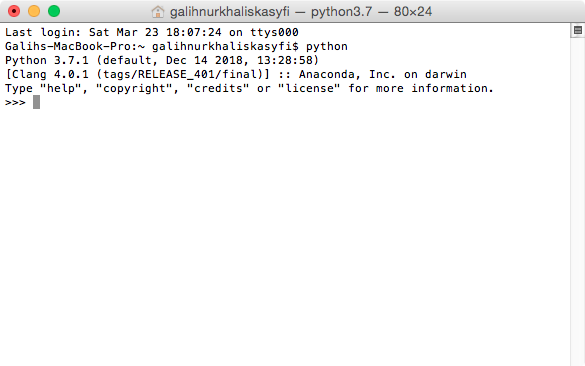 galihnurkhaliskasyfi — python3.7 — 80×24
Last login: Sat Mar 23 18:07:24 on ttys000
Galihs-MacBook-Pro:~ galihnurkhaliskasyfi$ python
Python 3.7.1 (default, Dec 14 2018, 13:28:58)
[Clang 4.0.1 (tags/RELEASE_401/final)] :: Anaconda, Inc. on darwin
Type "help", "copyright", "credits" or "license" for more information.
>>>